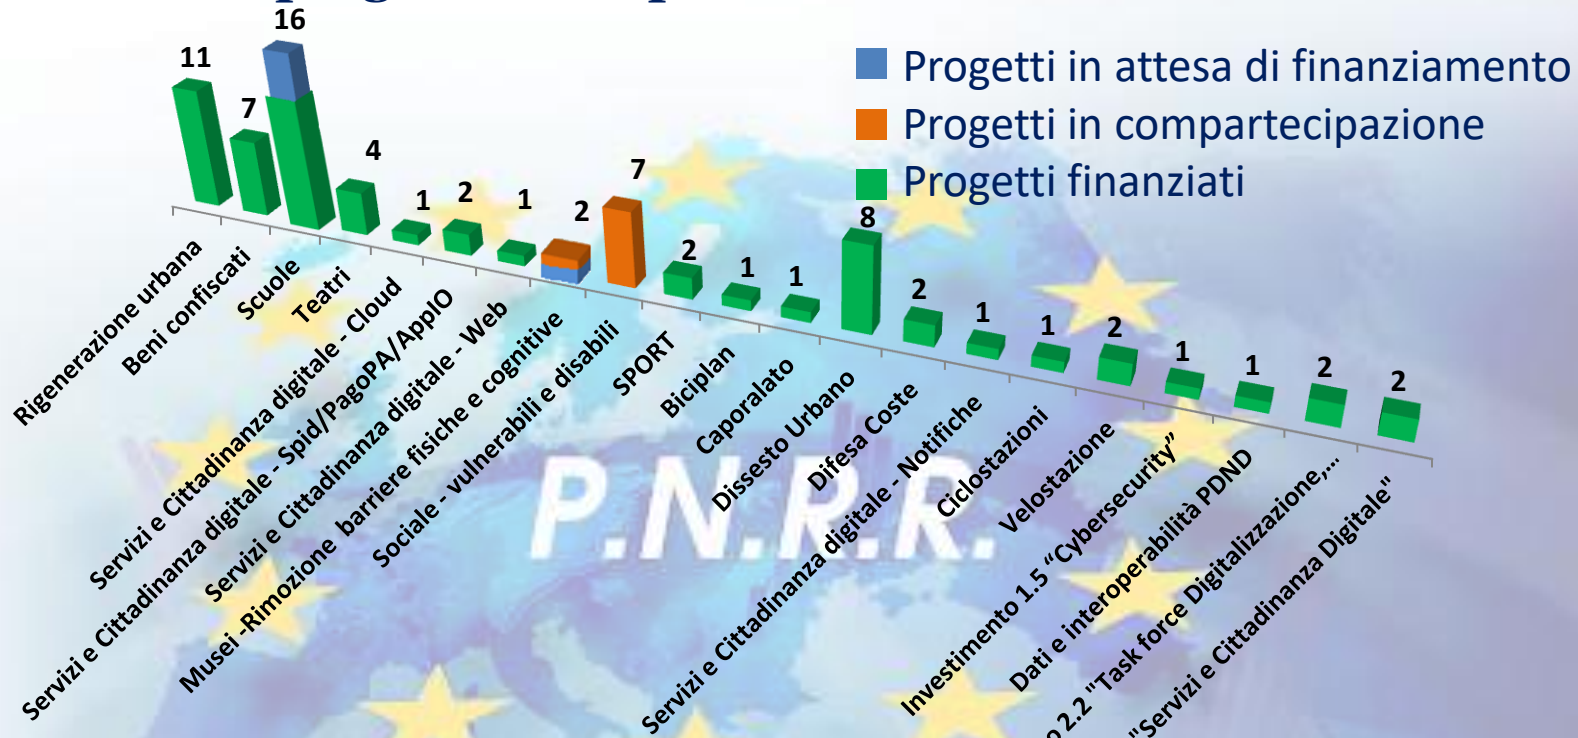 16
11
7
4
1
2
1
2
7
2
1
1
8
2
1
1
2
1
1
2
2
Progetti in attesa di finanziamento
Progetti in compartecipazione
Progetti finanziati
Rigenerazione urbana
Beni confiscati
Scuole
Teatri
Servizi e Cittadinanza digitale - Cloud
Servizi e Cittadinanza digitale - Spid/PagoPA/AppIO
Servizi e Cittadinanza digitale - Web
Musei -Rimozione barriere fisiche e cognitive
Sociale - vulnerabili e disabili
SPORT
Biciplan
Caporalato
Dissesto Urbano
Difesa Coste
Servizi e Cittadinanza digitale - Notifiche
Ciclostazioni
Velostazione
Investimento 1.5 “Cybersecurity”
Dati e interoperabilità PDND
2.2 "Task force Digitalizzazione,...
"Servizi e Cittadinanza Digitale"
P.N.R.R.